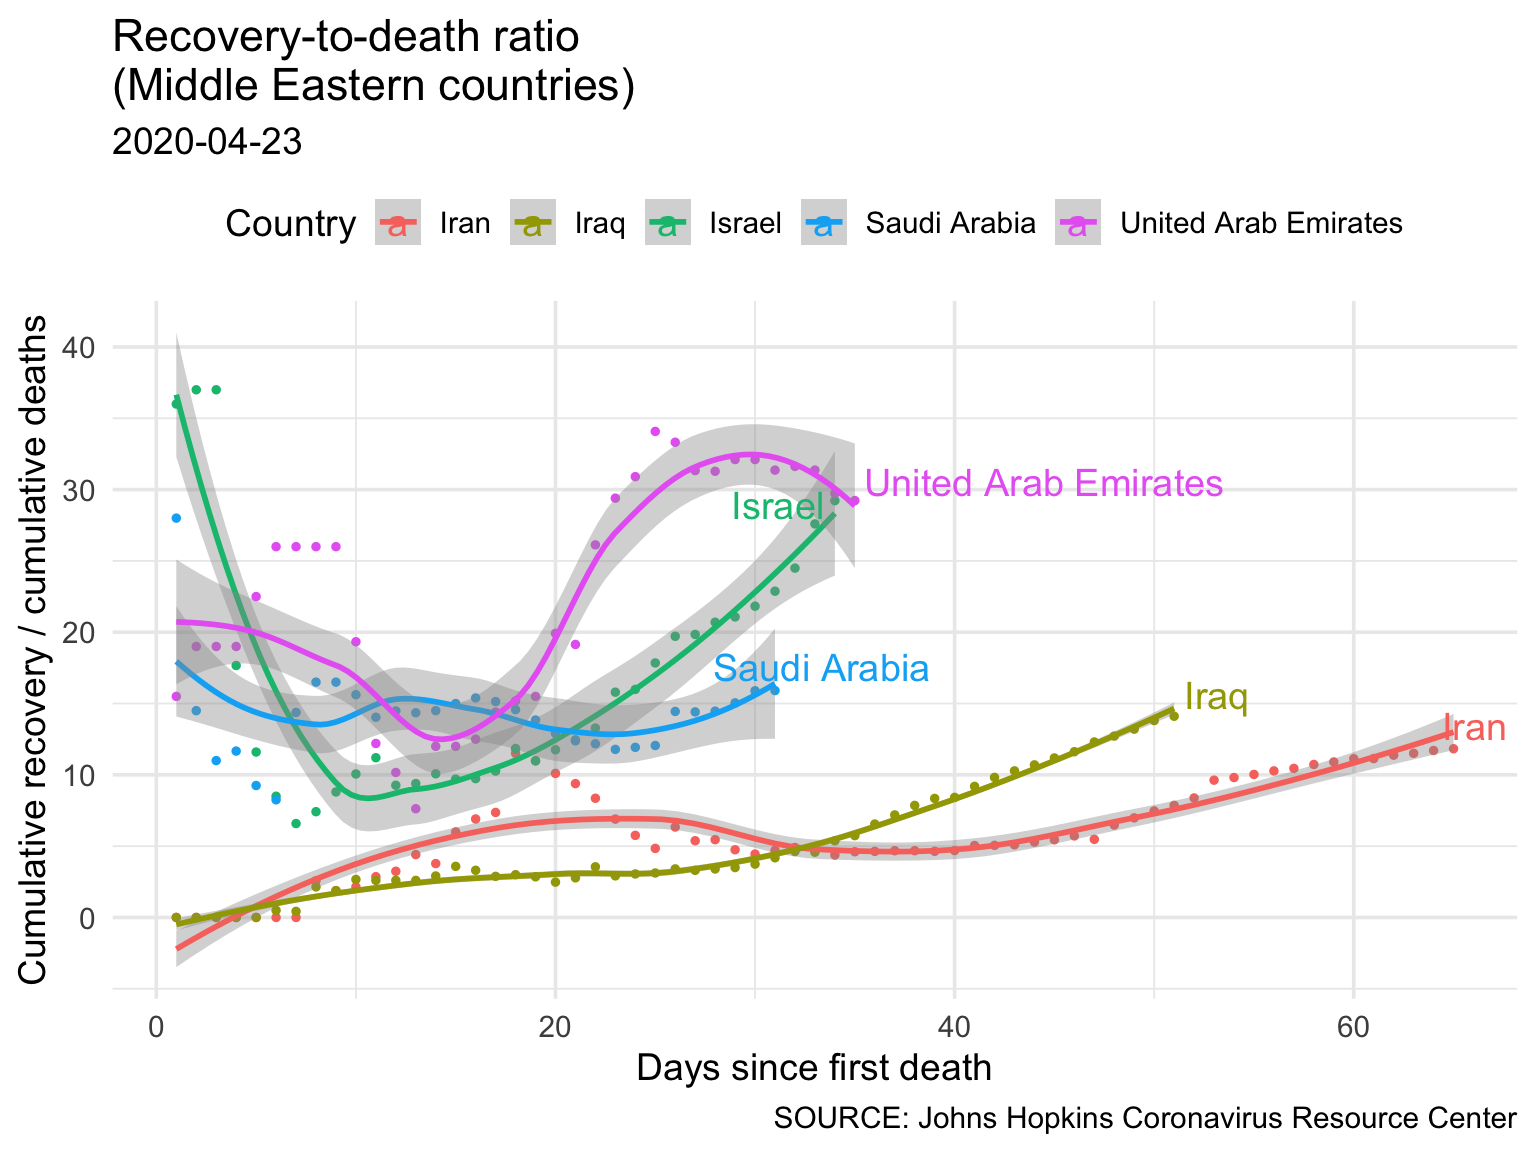 Recovery-to-death ratio
(Middle Eastern countries)
2020-04-23
Country a Iran a Iraq a Israel a Saudi Arabia a United Arab Emirates
Cumulative recovery / cumulative deaths
40
30
20
10
0
United Arab Emirates
Israel
Saudi Arabia
Iraq
Iran
0 20 40 60
Days since first death
SOURCE: Johns Hopkins Coronavirus Resource Center